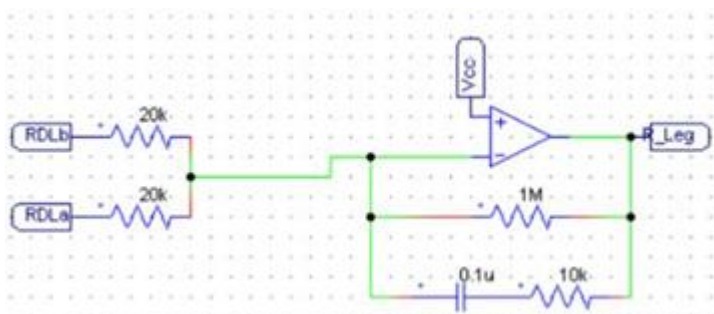 Vcc
20k
RDLb
+
R_Leg
-
20k
RDLa
1M
0.1u
10k